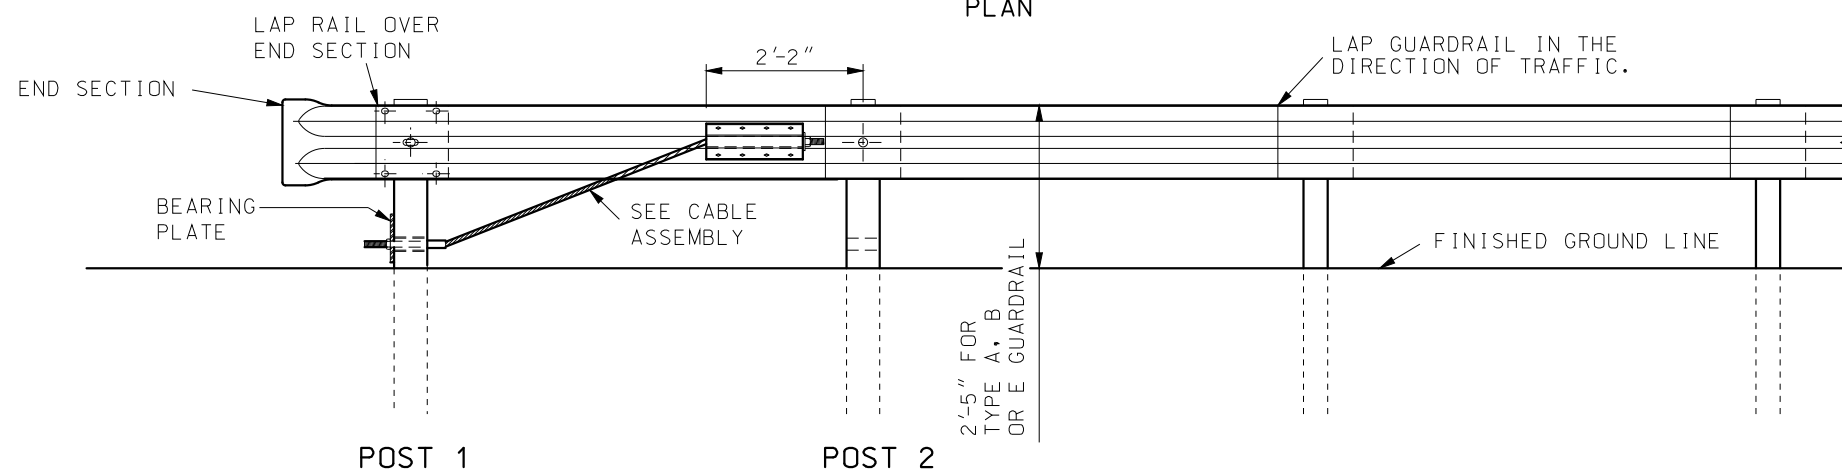 PLAN
LAP RAIL OVER
END SECTION
2'-2"
LAP GUARDRAIL IN THE
DIRECTION OF TRAFFIC.
END SECTION
BEARING
PLATE
SEE CABLE
ASSEMBLY
FINISHED GROUND LINE
2'-5" FOR
TYPE A, B
OR E GUARDRAIL
POST 1
POST 2